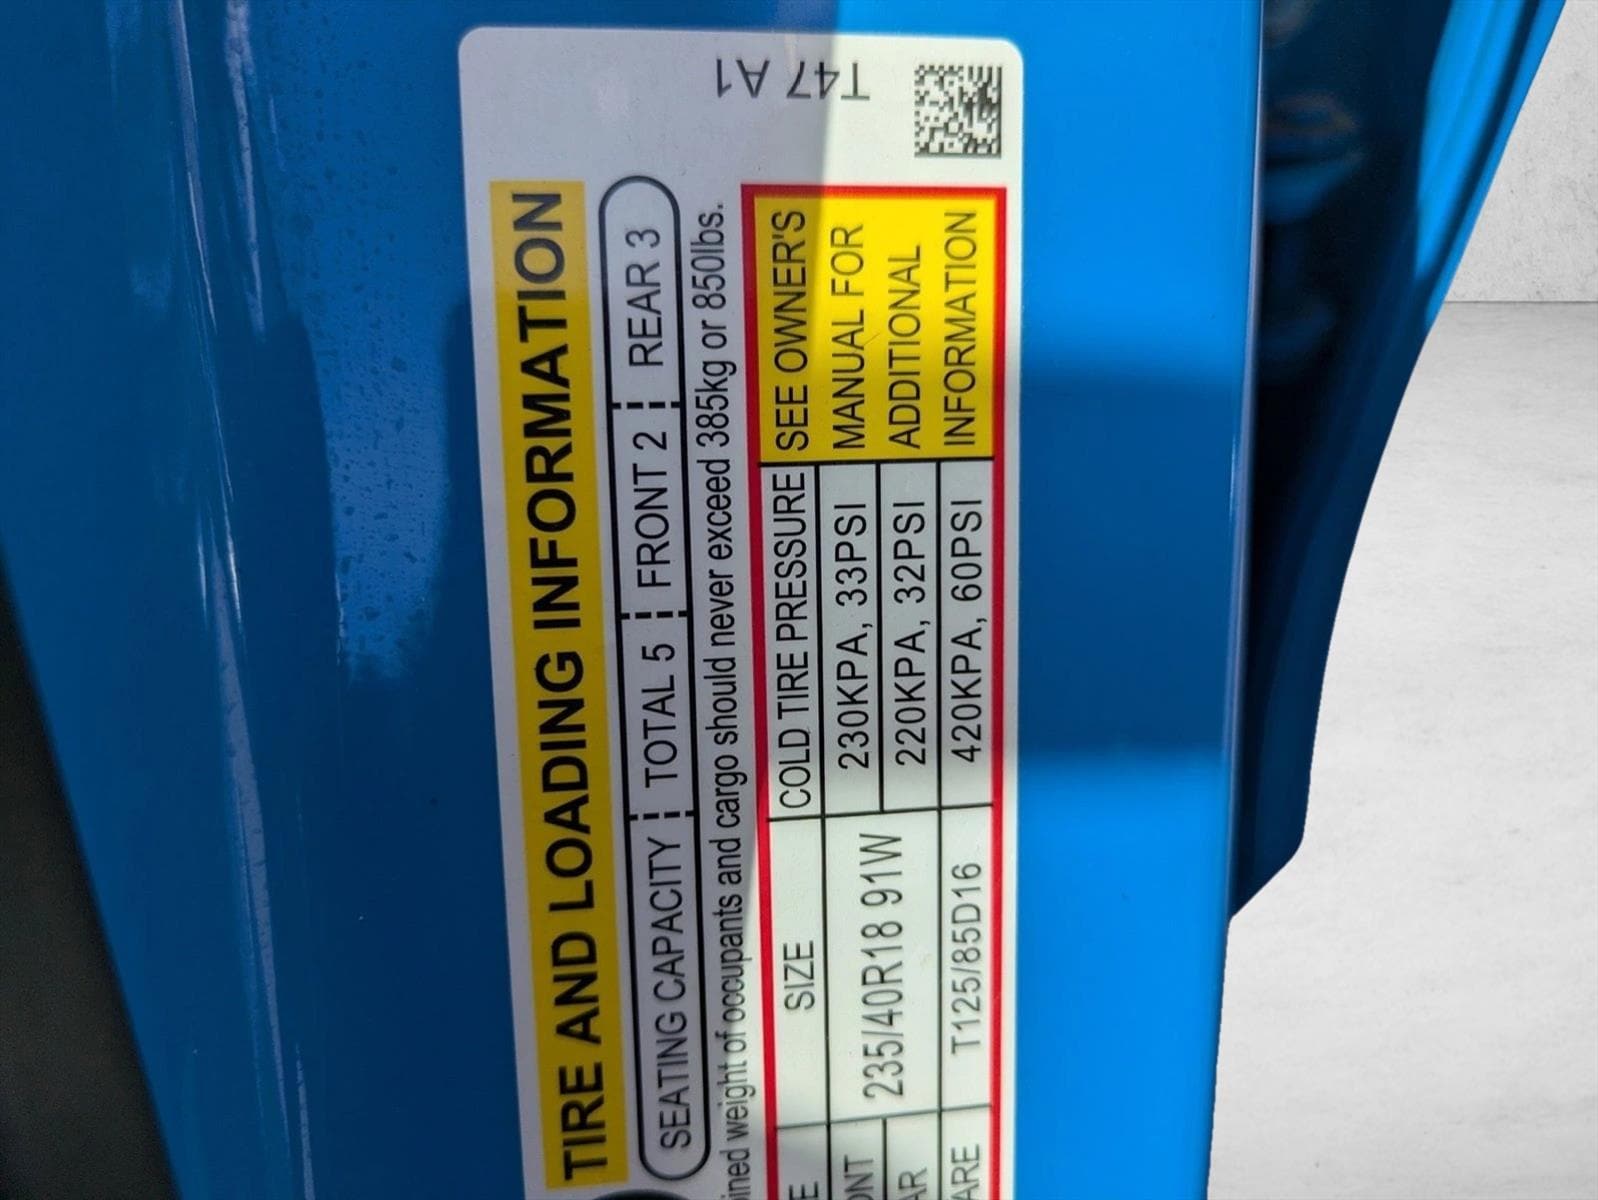 T47 A1
TIRE AND LOADING INFORMATION
SEATING CAPACITY TOTAL 5 FRONT 2 REAR 3
weight of occupants and cargo should never exceed 385kg or 850lbs.
SIZE COLD TIRE PRESSURE
235/40R18 91W 230KPA, 33PSI
220KPA, 32PSI
T125/85D16 420KPA, 60PSI
SEE OWNER'S
MANUAL FOR
ADDITIONAL
INFORMATION